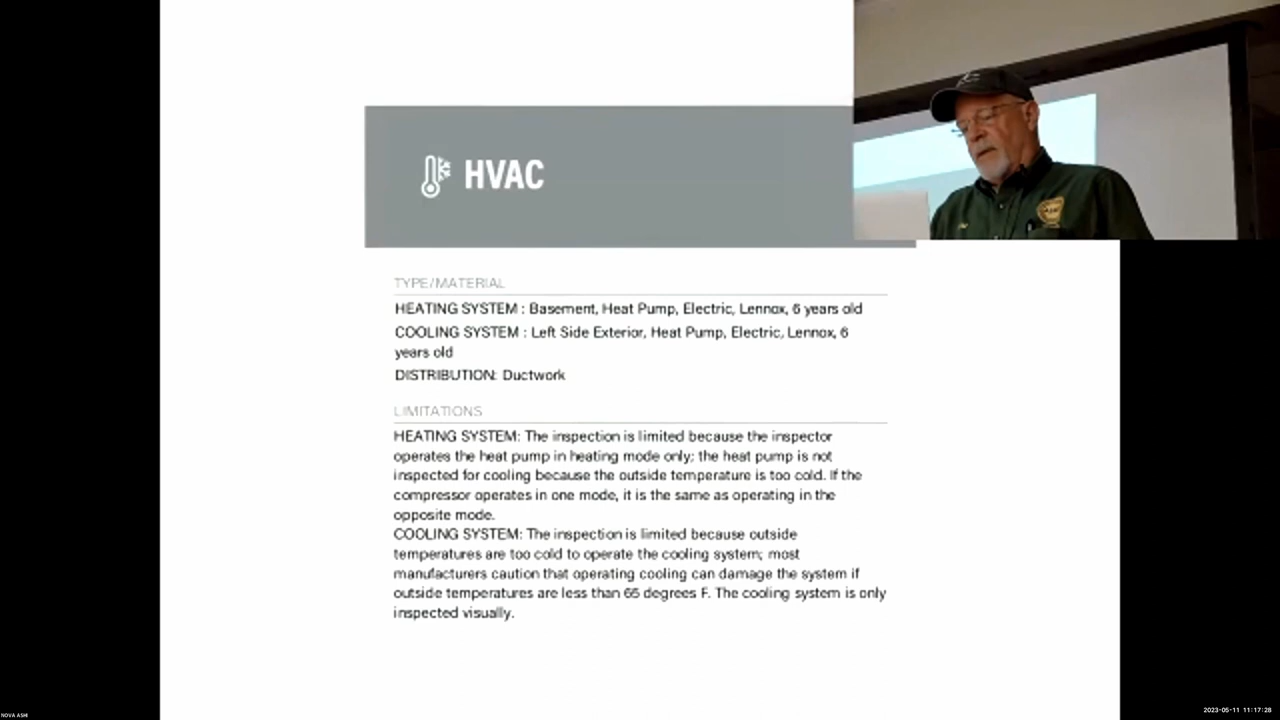 HVAC
TYPE/MATERIAL
HEATING SYSTEM : Basement, Heat Pump, Electric, Lennox, 6 years old
COOLING SYSTEM : Left Side Exterior, Heat Pump, Electric, Lennox, 6
years old
DISTRIBUTION: Ductwork
LIMITATIONS
HEATING SYSTEM: The inspection is limited because the inspector
operates the heat pump in heating mode only; the heat pump is not
inspected for cooling because the outside temperature is too cold. If the
compressor operates in one mode, it is the same as operating in the
opposite mode.
COOLING SYSTEM: The inspection is limited because outside
temperatures are too cold to operate the cooling system; most
manufacturers caution that operating cooling can damage the system if
outside temperatures are less than 65 degrees F. The cooling system is only
inspected visually.
NOVA ASHI
2023-05-11 11:17:28